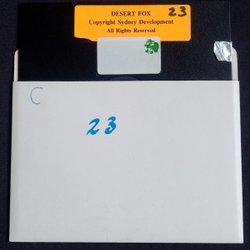 DESERT FOX 23
Copyright Sydney Development
All Rights Reserved
C
23